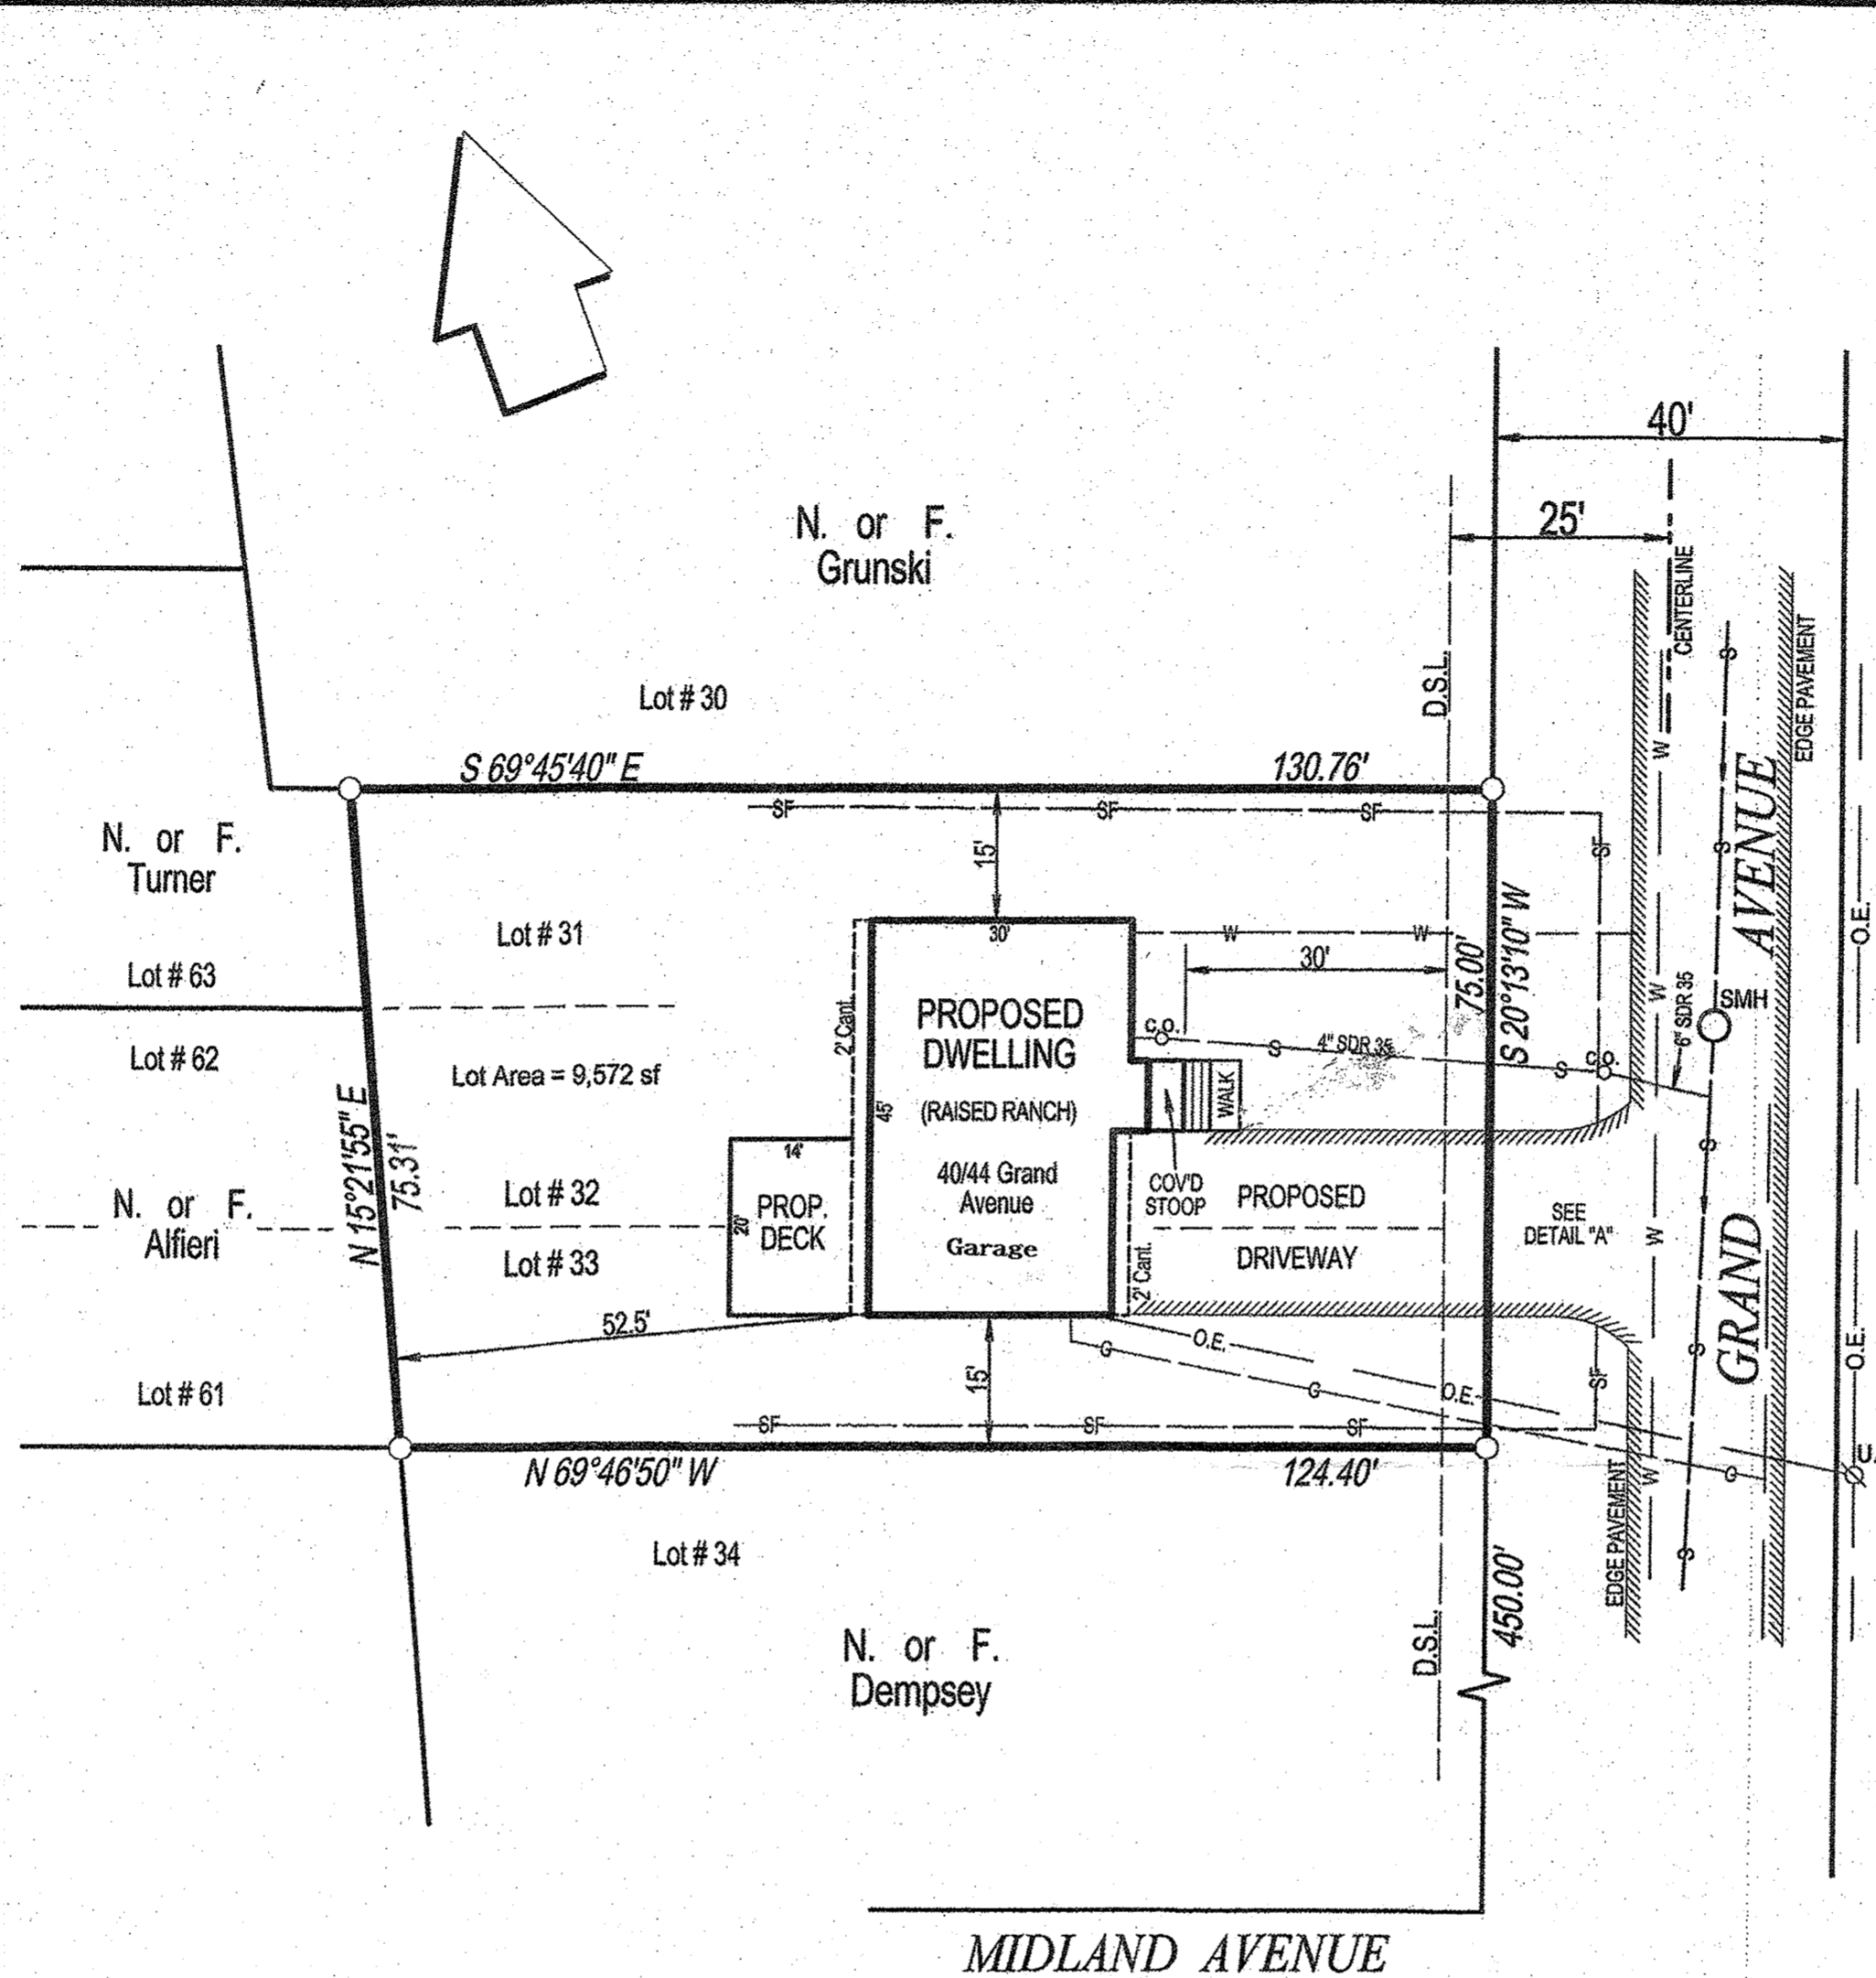 40'
N. or F.
Grunski
25'
CENTERLINE
EDGE PAVEMENT
D.S.L.
Lot # 30
S 69°45'40" E
130.76'
W
S
SF
SF
SF
SF
AVENUE
S
N. or F.
Turner
15'
O.E.
Lot # 31
30'
W
W
75.00'
S 20°13'10" W
30'
Lot # 63
2' Cant.
PROPOSED
DWELLING
C.O.
S
4" SDR 35
S
C.O.
W
6" SDR 35
SMH
Lot # 62
Lot Area = 9,572 sf
45'
(RAISED RANCH)
WALK
N 15°21'55" E
75.31'
14'
S
N. or F.
Alfieri
Lot # 32
PROP.
DECK
20'
40/44 Grand
Avenue
COV'D
STOOP
PROPOSED
SEE
DETAIL "A"
W
GRAND
Lot # 33
Garage
2' Cant.
DRIVEWAY
52.5'
O.E.
G
S
O.E.
15'
G
O.E.
SF
Lot # 61
SF
SF
SF
N 69°46'50" W
124.40'
W
G
U.
EDGE PAVEMENT
Lot # 34
S
450.00'
N. or F.
Dempsey
D.S.L.
MIDLAND AVENUE